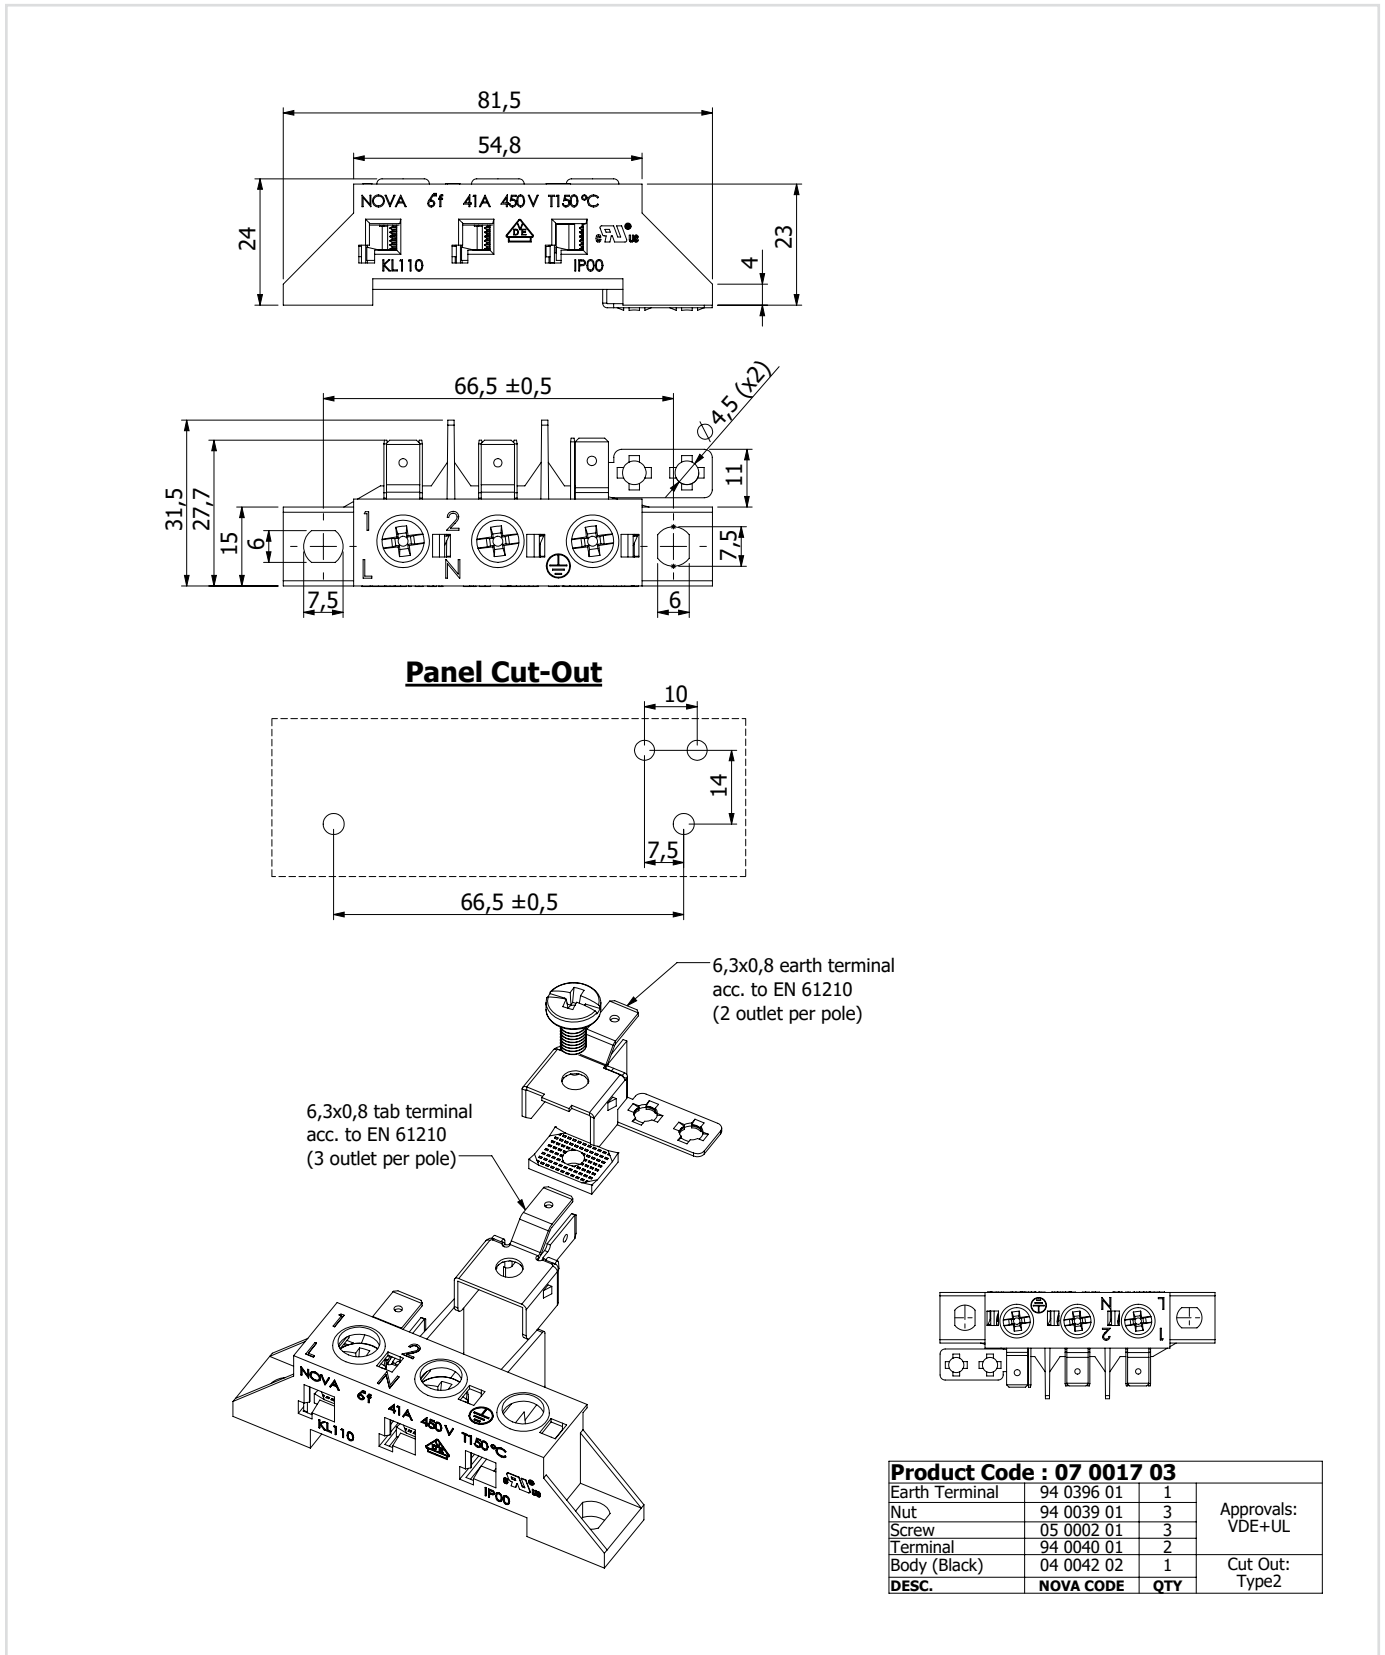 81,5
54,8
NOVA 6f 41A 450 V T150 °C
KL110 IP00
24
23
4
66,5 ±0,5
Ø 4,5 (x2)
31,5
27,7
15
6
11
7,5
1 2
L N
7,5
6
Panel Cut-Out
10
14
7,5
66,5 ±0,5
6,3x0,8 earth terminal
acc. to EN 61210
(2 outlet per pole)
6,3x0,8 tab terminal
acc. to EN 61210
(3 outlet per pole)
1 2
L N
NOVA 6f 41A 450 V T150 °C
KL110 IP00
L N
1 2
Product Code : 07 0017 03
Earth Terminal 94 0396 01 1
Nut 94 0039 01 3
Screw 05 0002 01 3
Terminal 94 0040 01 2
Approvals:
VDE+UL
Body (Black) 04 0042 02 1
DESC. NOVA CODE QTY
Cut Out:
Type2